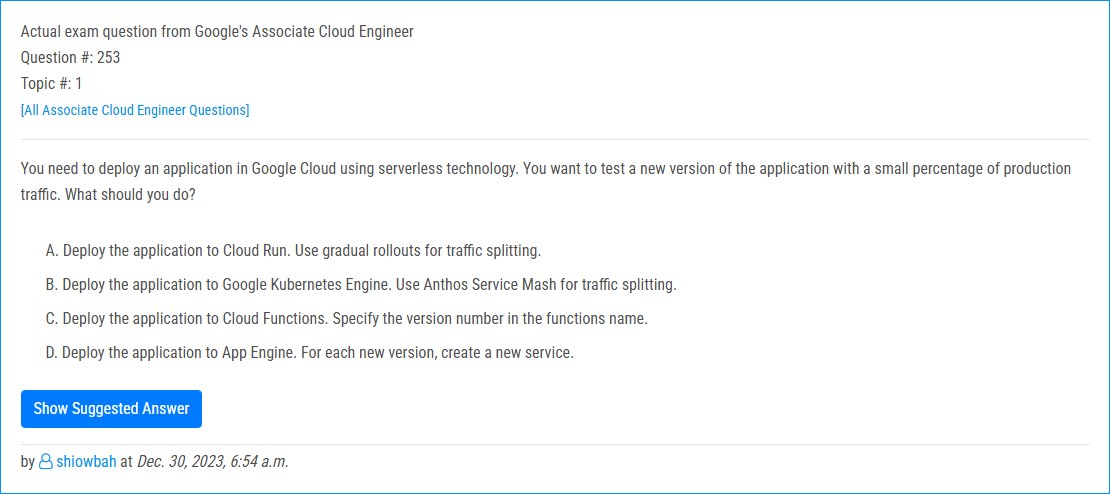 Actual exam question from Google's Associate Cloud Engineer
Question #: 253
Topic #: 1
[All Associate Cloud Engineer Questions]
You need to deploy an application in Google Cloud using serverless technology. You want to test a new version of the application with a small percentage of production
traffic. What should you do?
A. Deploy the application to Cloud Run. Use gradual rollouts for traffic splitting.
B. Deploy the application to Google Kubernetes Engine. Use Anthos Service Mash for traffic splitting.
C. Deploy the application to Cloud Functions. Specify the version number in the functions name.
D. Deploy the application to App Engine. For each new version, create a new service.
Show Suggested Answer
by shiowbah at Dec. 30, 2023, 6:54 a.m.